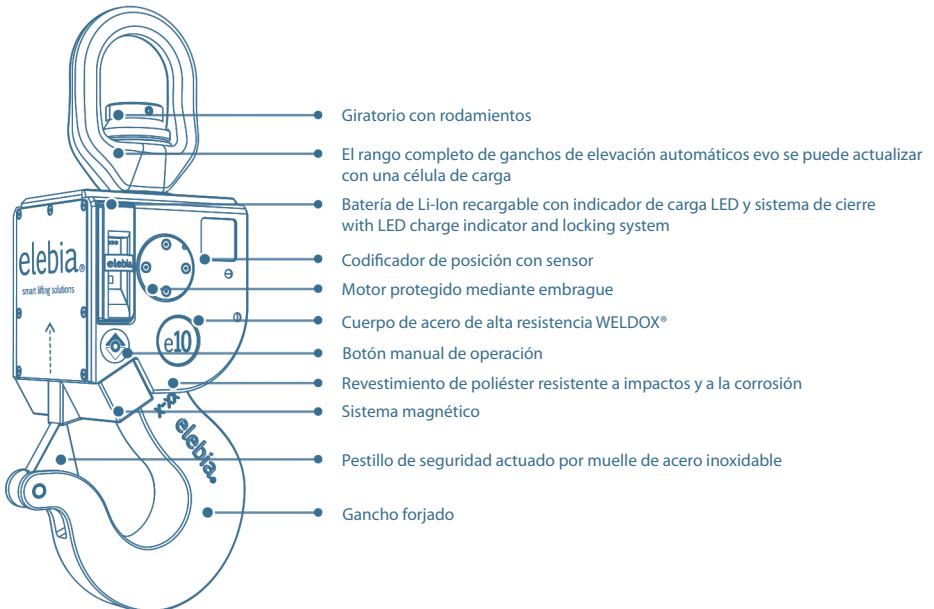 Giratorio con rodamientos
El rango completo de ganchos de elevación automáticos evo se puede actualizar
con una célula de carga
Batería de Li-Ion recargable con indicador de carga LED y sistema de cierre
with LED charge indicator and locking system
Codificador de posición con sensor
Motor protegido mediante embrague
Cuerpo de acero de alta resistencia WELDOX®
Botón manual de operación
Revestimiento de poliéster resistente a impactos y a la corrosión
Sistema magnético
Pestillo de seguridad actuado por muelle de acero inoxidable
Gancho forjado
elebia®
smart lifting solutions
elebia
e10
x-xx
elebia®